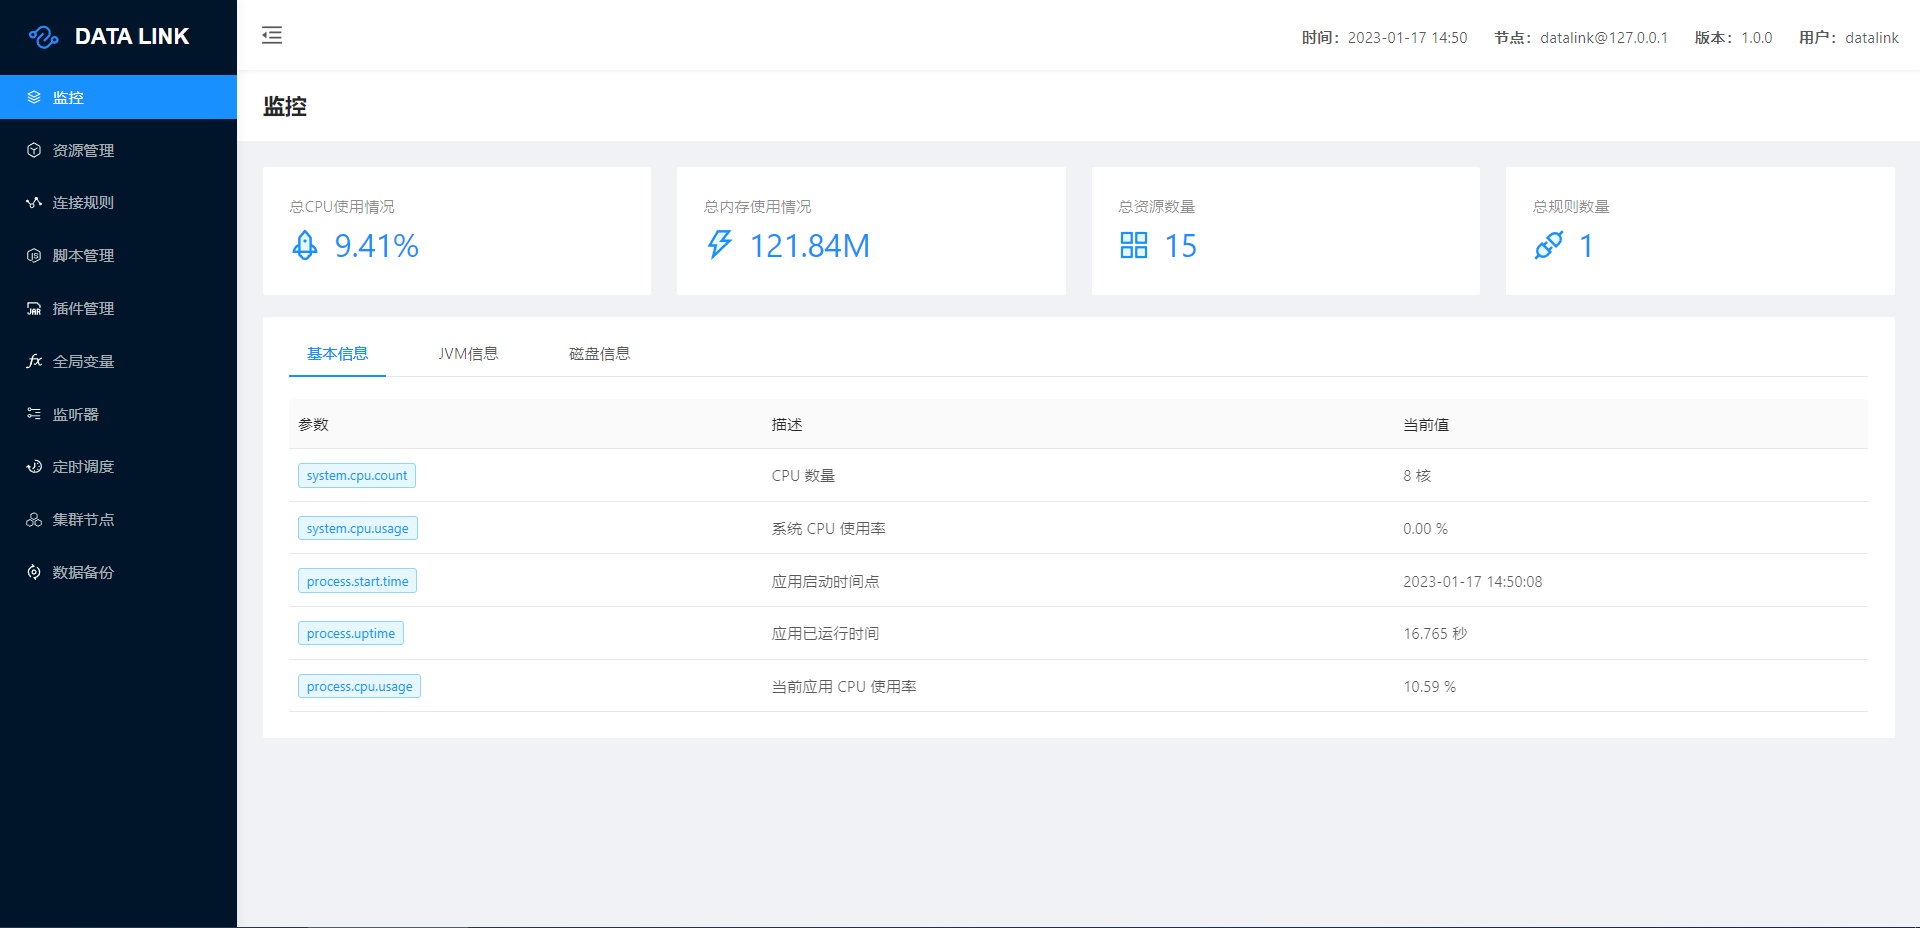 DATA LINK
时间：2023-01-17 14:50 节点：datalink@127.0.0.1 版本：1.0.0 用户：datalink
监控
资源管理
连接规则
脚本管理
插件管理
全局变量
监听器
定时调度
集群节点
数据备份
监控
总CPU使用情况
9.41%
总内存使用情况
121.84M
总资源数量
15
总规则数量
1
基本信息 JVM信息 磁盘信息
参数 描述 当前值
system.cpu.count CPU 数量 8 核
system.cpu.usage 系统 CPU 使用率 0.00 %
process.start.time 应用启动时间点 2023-01-17 14:50:08
process.uptime 应用已运行时间 16.765 秒
process.cpu.usage 当前应用 CPU 使用率 10.59 %